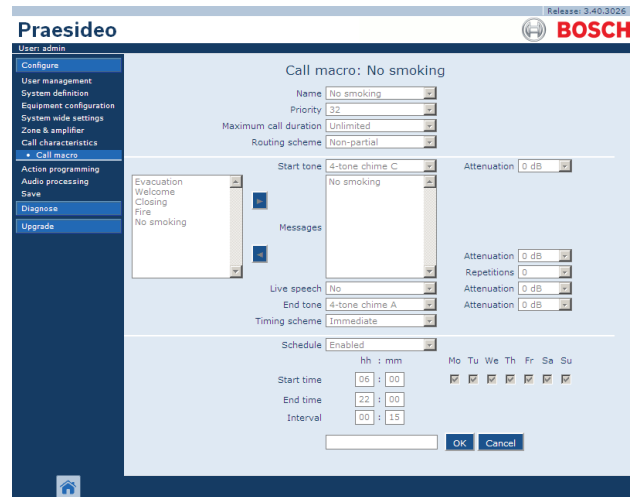 Release: 3.40.3026
Praesideo
BOSCH
User: admin
Configure
User management
System definition
Equipment configuration
System wide settings
Zone & amplifier
Call characteristics
• Call macro
Action programming
Audio processing
Save
Diagnose
Upgrade
Call macro: No smoking
Name No smoking
Priority 32
Maximum call duration Unlimited
Routing scheme Non-partial
Start tone 4-tone chime C Attenuation 0 dB
Evacuation
Welcome
Closing
Fire
No smoking
Messages
No smoking
Attenuation 0 dB
Repetitions 0
Live speech No Attenuation 0 dB
End tone 4-tone chime A Attenuation 0 dB
Timing scheme Immediate
Schedule Enabled
hh : mm Mo Tu We Th Fr Sa Su
Start time 06 : 00
End time 22 : 00
Interval 00 : 15
OK Cancel